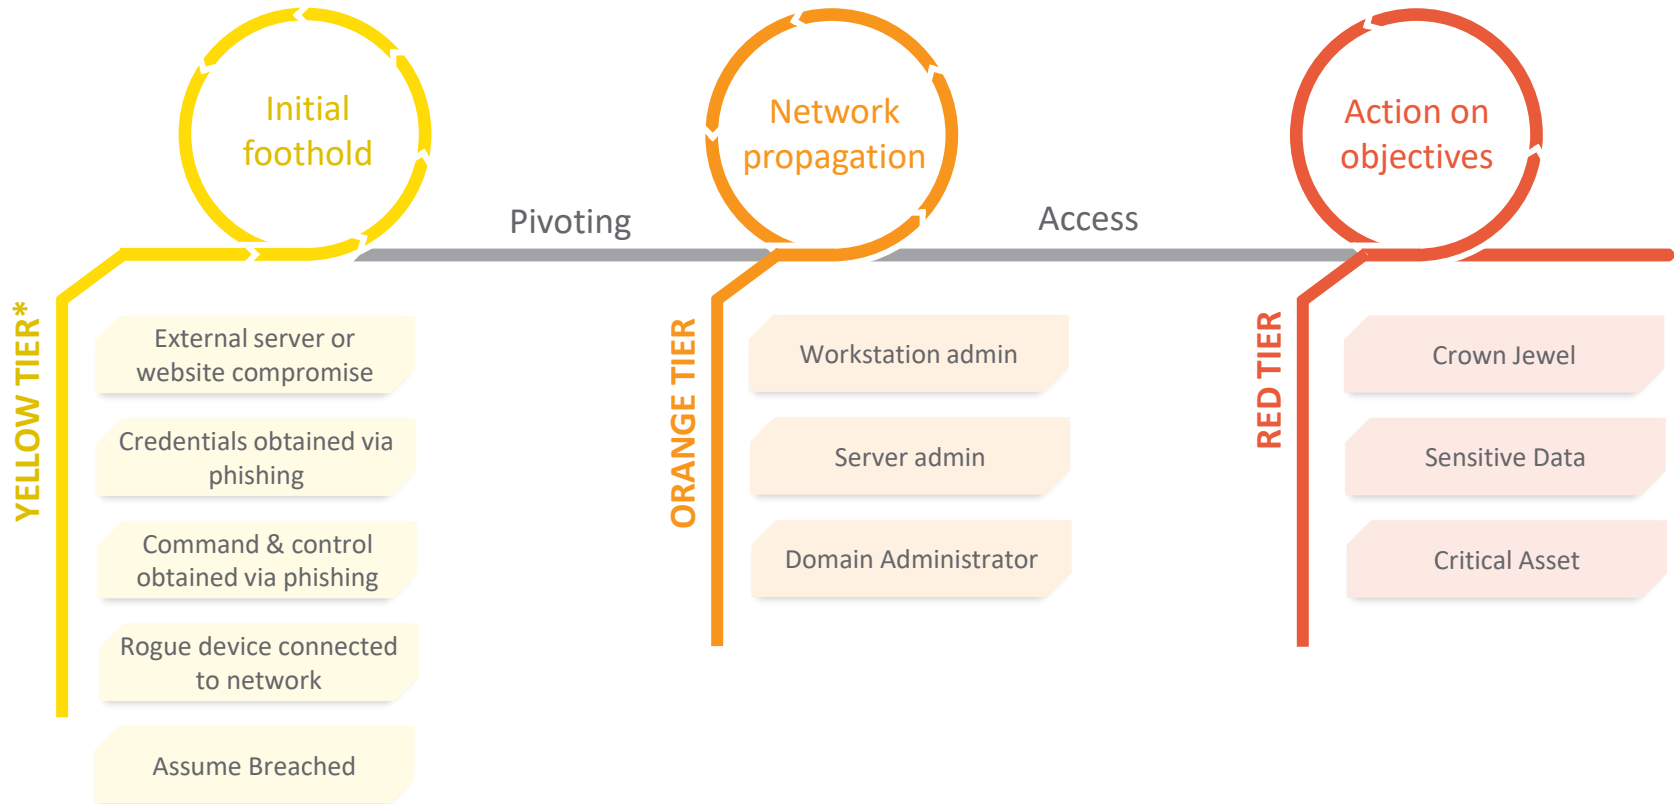 Initial
foothold
Network
propagation
Action on
objectives
Pivoting
Access
YELLOW TIER*
External server or
website compromise
Credentials obtained via
phishing
Command & control
obtained via phishing
Rogue device connected
to network
Assume Breached
ORANGE TIER
Workstation admin
Server admin
Domain Administrator
RED TIER
Crown Jewel
Sensitive Data
Critical Asset